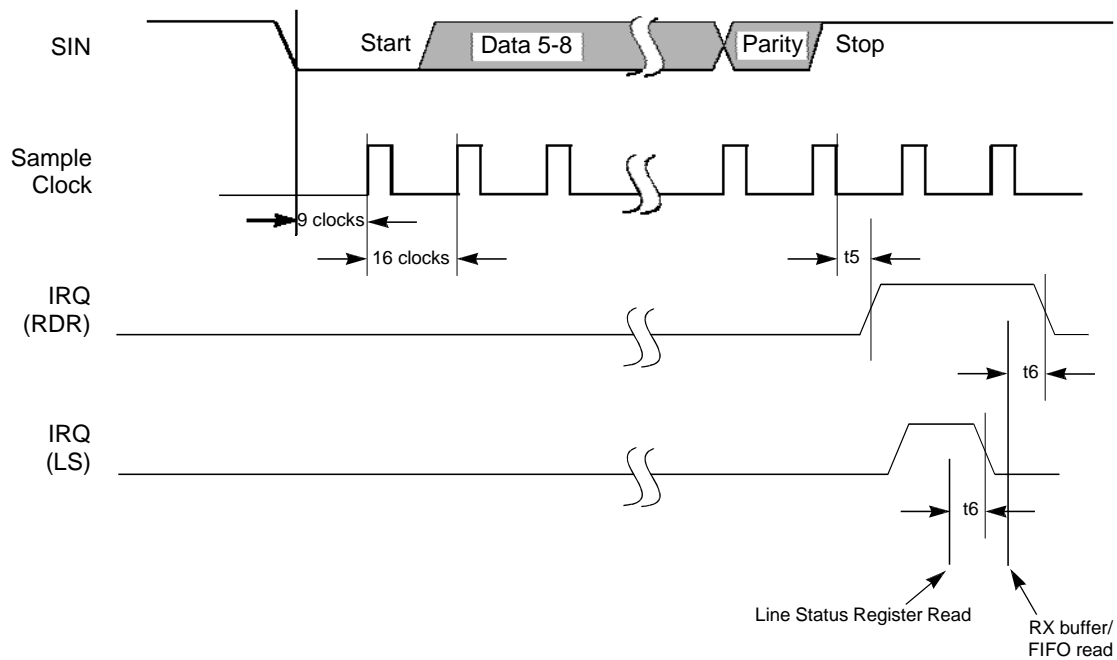 SIN
Start
Data 5-8
Parity
Stop
Sample
Clock
9 clocks
16 clocks
t5
IRQ
(RDR)
t6
IRQ
(LS)
t6
Line Status Register Read
RX buffer/
FIFO read